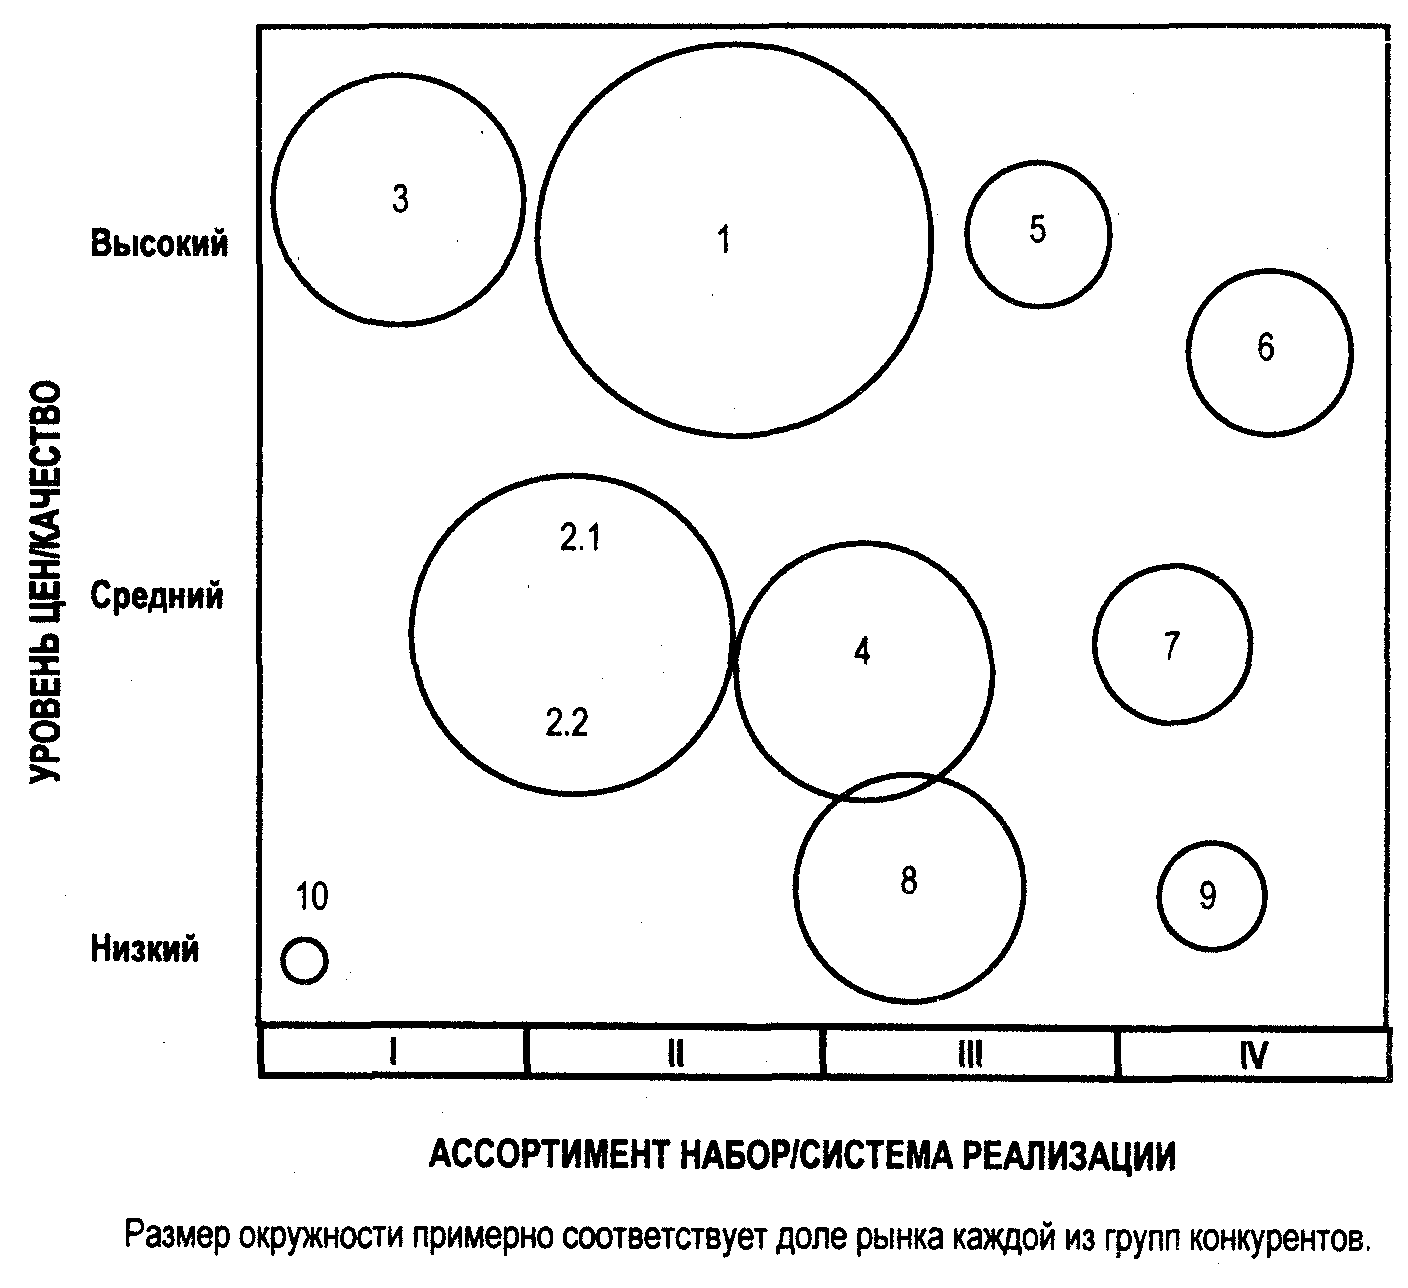 3
1
5
Высокий
6
УРОВЕНЬ ЦЕН/КАЧЕСТВО
2.1
Средний
4
7
2.2
8
9
10
Низкий
I
II
III
IV
АССОРТИМЕНТ НАБОР/СИСТЕМА РЕАЛИЗАЦИИ
Размер окружности примерно соответствует доле рынка каждой из групп конкурентов.